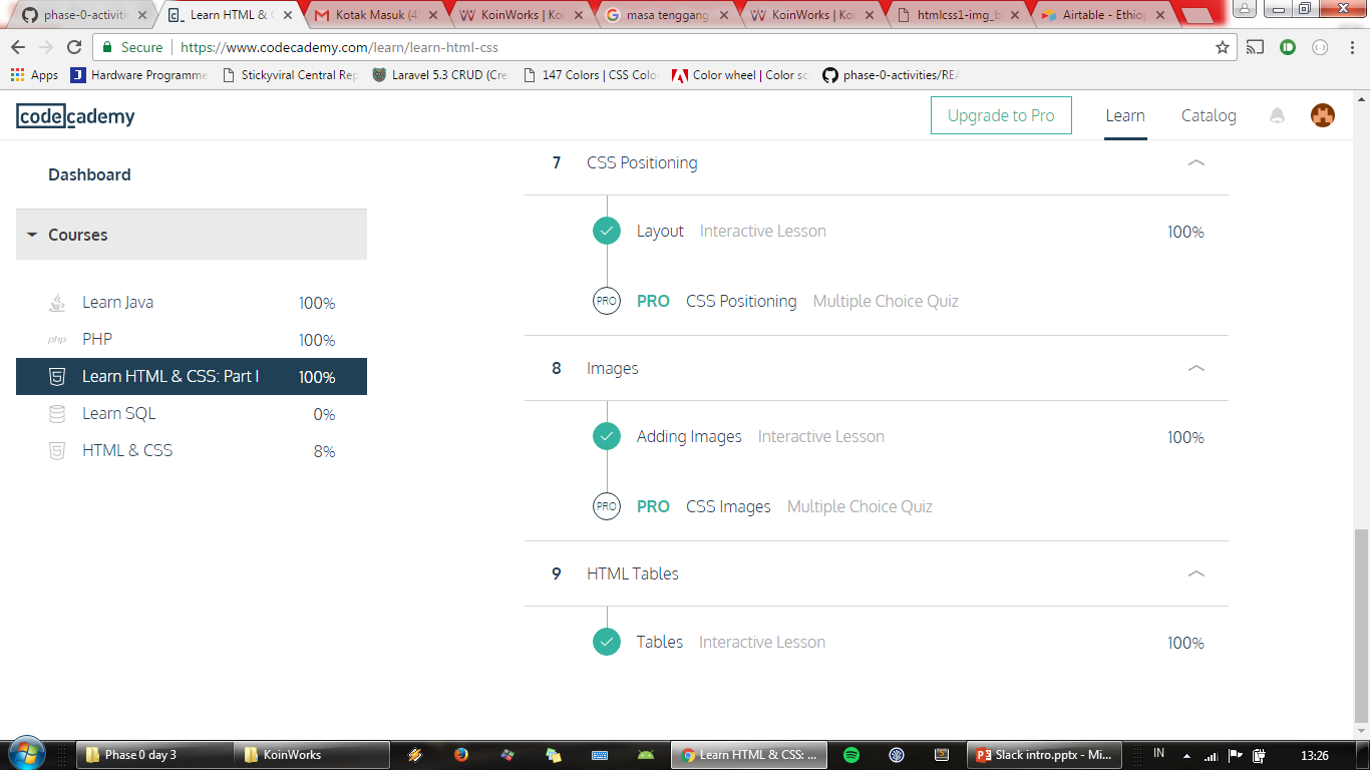 phase-0-activitie
Learn HTML & C
Kotak Masuk (4
KoinWorks | Koi
masa tenggang
KoinWorks | Koi
htmlcss1-img_b
Airtable - Ethiop
Secure
https://www.codecademy.com/learn/learn-html-css
Apps
Hardware Programme
Stickyviral Central Rep
Laravel 5.3 CRUD (Cre
147 Colors | CSS Colo
Color wheel | Color sc
phase-0-activities/REA
codecademy
Upgrade to Pro
Learn
Catalog
Dashboard
Courses
Learn Java 100%
php PHP 100%
Learn HTML & CSS: Part I 100%
Learn SQL 0%
HTML & CSS 8%
7 CSS Positioning
Layout Interactive Lesson 100%
PRO PRO CSS Positioning Multiple Choice Quiz
8 Images
Adding Images Interactive Lesson 100%
PRO PRO CSS Images Multiple Choice Quiz
9 HTML Tables
Tables Interactive Lesson 100%
Phase 0 day 3
KoinWorks
Learn HTML & CSS: ...
Slack intro.pptx - Mi...
IN
13:26